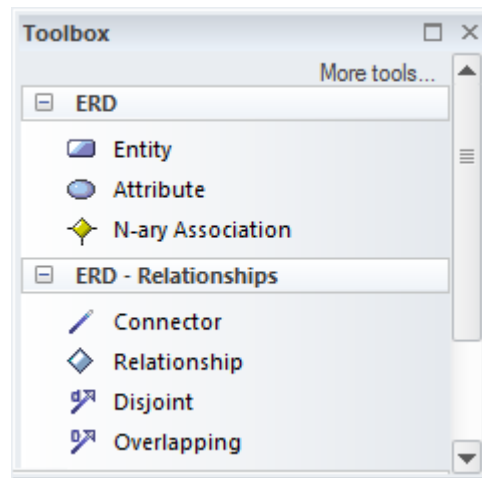 Toolbox
More tools...
ERD
Entity
Attribute
N-ary Association
ERD - Relationships
Connector
Relationship
Disjoint
Overlapping